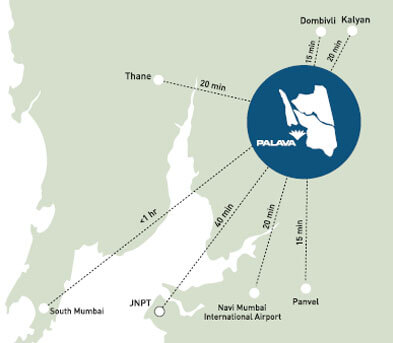 Dombivli
Kalyan
15 min
20 min
Thane
20 min
PALAVA
<1 hr
40 min
20 min
15 min
South Mumbai
JNPT
Navi Mumbai
International Airport
Panvel